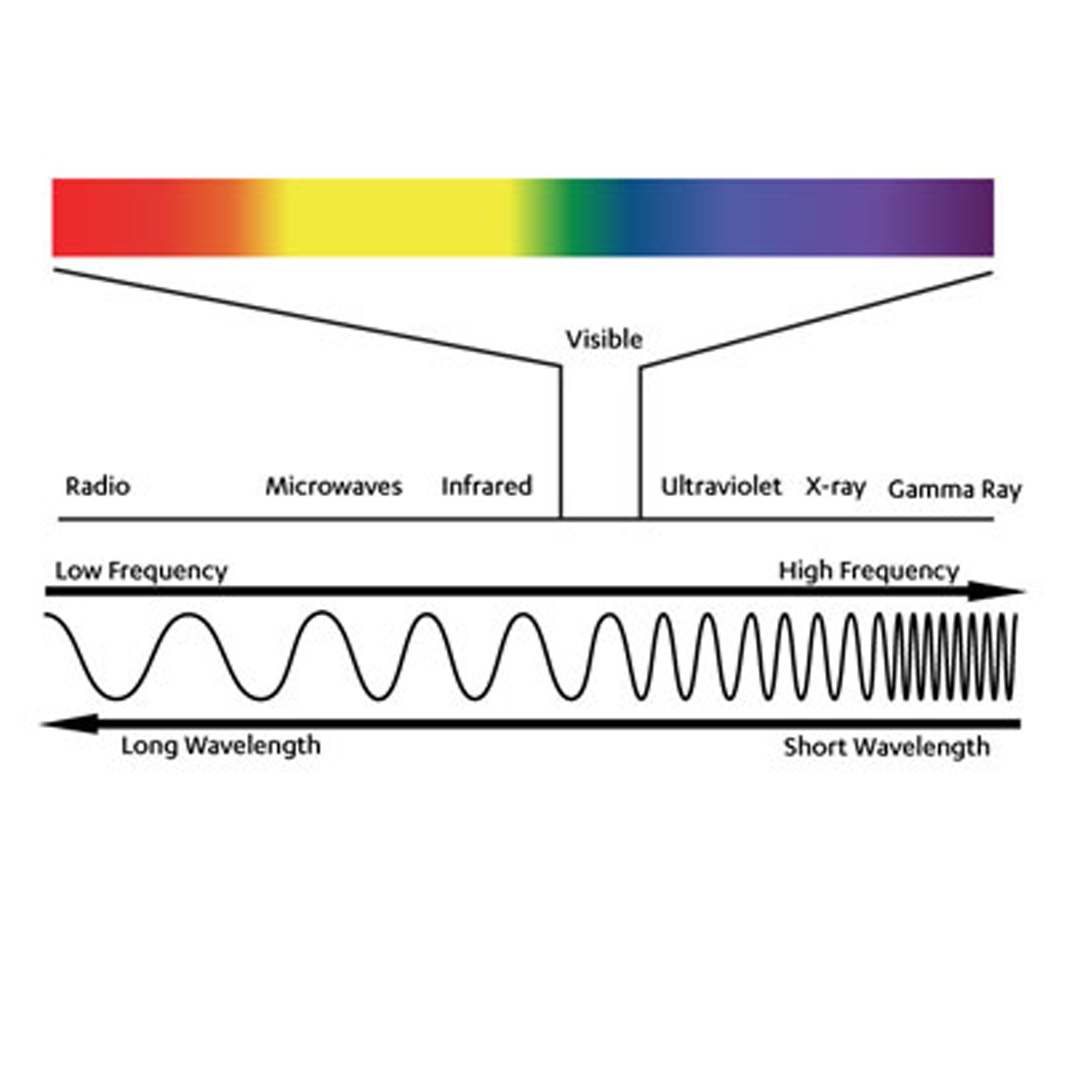 Visible
Radio Microwaves Infrared Ultraviolet X-ray Gamma Ray
Low Frequency High Frequency
Long Wavelength Short Wavelength